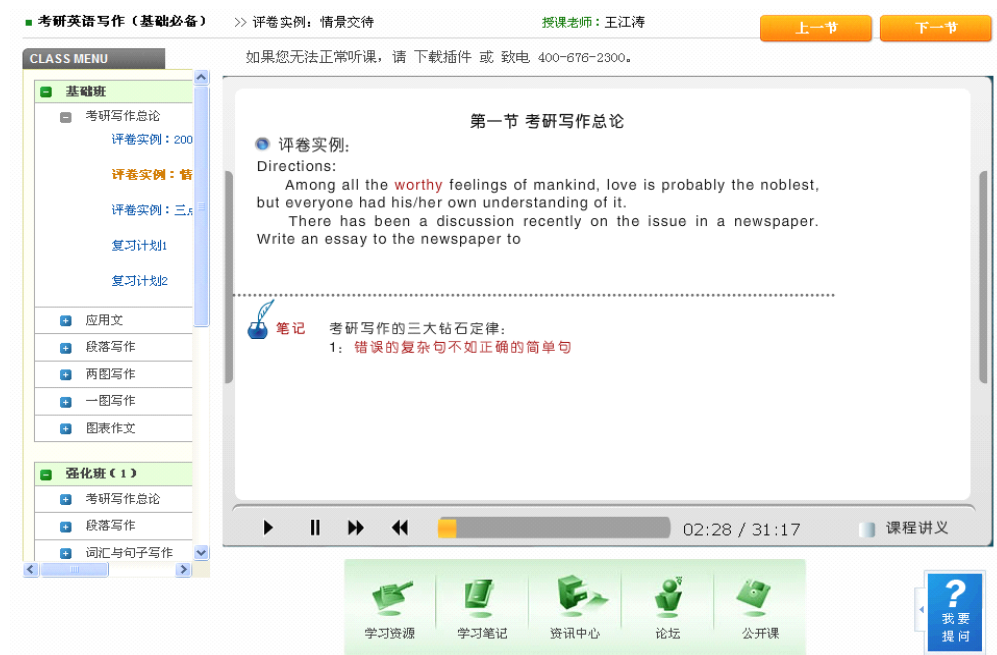 考研英语写作（基础必备） >> 评卷实例：情景交待 授课老师：王江涛 上一节 下一节
CLASS MENU
如果您无法正常听课，请 下载插件 或 致电 400-676-2300。
基础班
考研写作总论
评卷实例：200
评卷实例：情
评卷实例：三
复习计划1
复习计划2
应用文
段落写作
两图写作
一图写作
图表作文
强化班（1）
考研写作总论
段落写作
词汇与句子写作
第一节 考研写作总论
评卷实例:
Directions:
Among all the worthy feelings of mankind, love is probably the noblest,
but everyone had his/her own understanding of it.
There has been a discussion recently on the issue in a newspaper.
Write an essay to the newspaper to
笔记 考研写作的三大钻石定律:
1: 错误的复杂句不如正确的简单句
02:28 / 31:17 课程讲义
学习资源 学习笔记 资讯中心 论坛 公开课
?
我要
提问